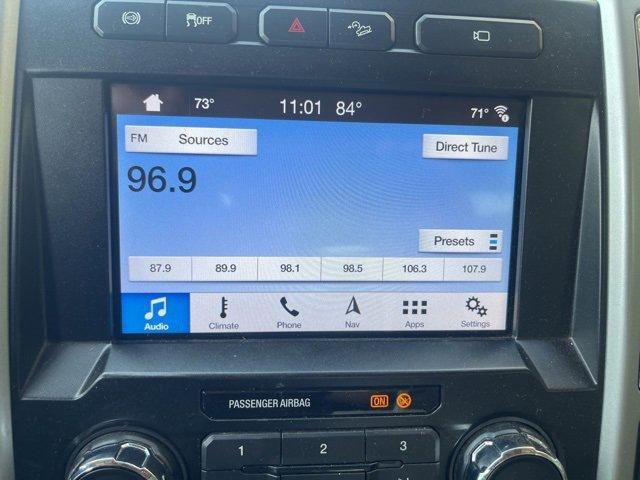 OFF
73° 11:01 84° 71°
FM Sources Direct Tune
96.9
Presets
87.9 89.9 98.1 98.5 106.3 107.9
Audio Climate Phone Nav Apps Settings
PASSENGER AIRBAG ON
1 2 3